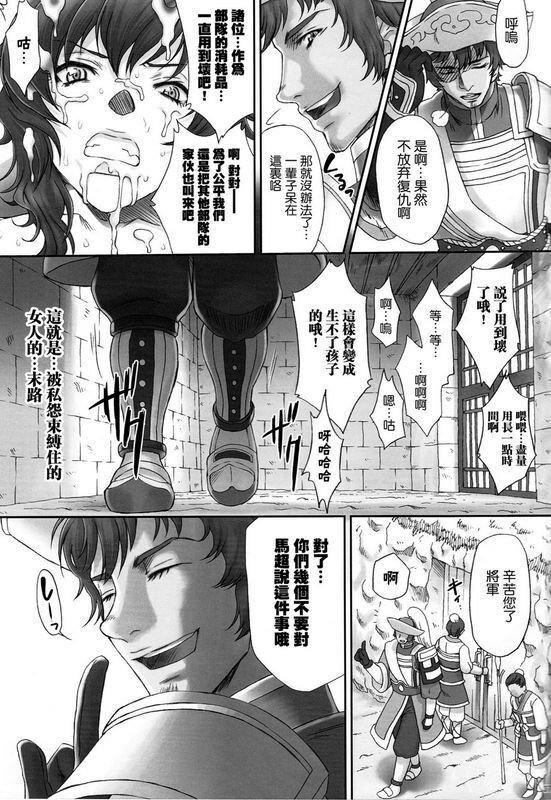 呼嗚
是啊…果然
不放弃復仇啊
那就沒辦法了…
一輩子呆在
這裏咯
諸位…作為
部隊的消耗品…
一直用到壞吧！
啊 對對——
為了公平我們
還是把其他部隊的
家伙也叫來吧
咕…
說了用到壞
了哦！
喂喂…盡量
用長一點時
間啊
等…等…
啊啊啊
啊…嗚
嗯…咕
這樣會變成
生不了孩子
的哦！
呀哈哈哈
這就是…被私怨束縛住的
女人的…末路
辛苦您了
將軍
啊
對了…
你們幾個不要對
馬超說這件事哦
しーっ